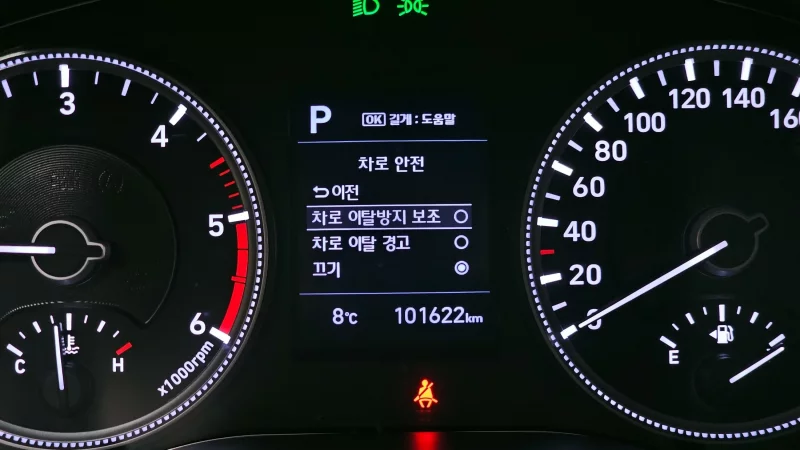 P
OK 길게 : 도움말
차로 안전
이전
차로 이탈방지 보조
차로 이탈 경고
끄기
8℃ 101622km
3
4
5
6
x1000rpm
C
H
0
20
40
60
80
100
120
140
160
E